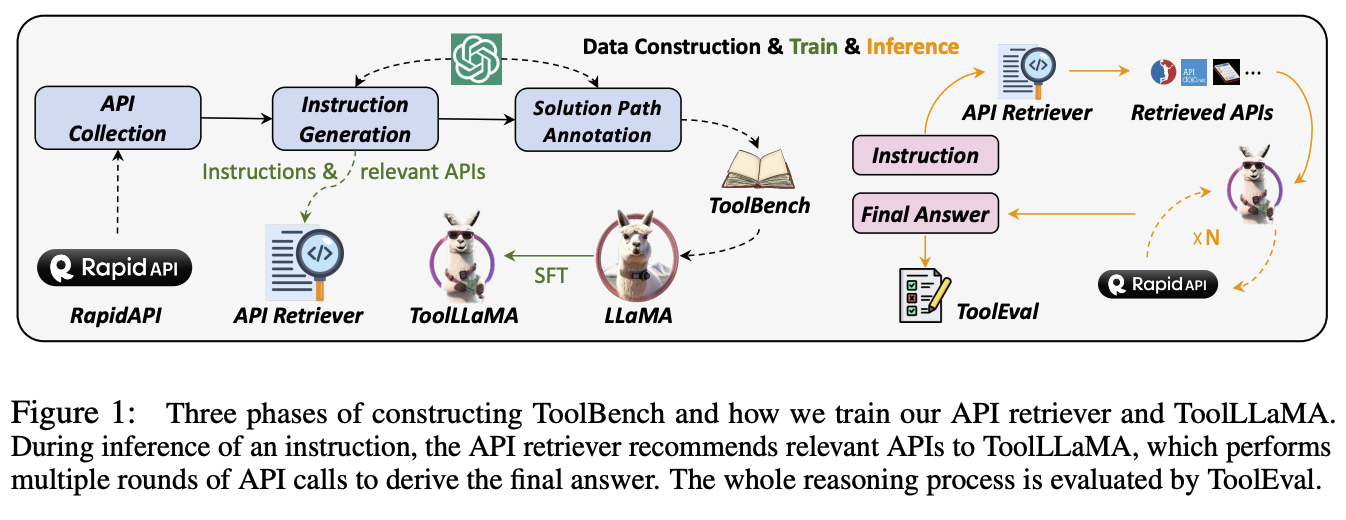 Data Construction & Train & Inference
API
Collection
Instruction
Generation
Solution Path
Annotation
Instructions & relevant APIs
ToolBench
RapidAPI
RapidAPI
API Retriever
SFT
ToolLLaMA
LLaMA
API Retriever
Retrieved APIs
API
dojo.net
Instruction
Final Answer
×N
RapidAPI
ToolEval
Figure 1: Three phases of constructing ToolBench and how we train our API retriever and ToolLLaMA.
During inference of an instruction, the API retriever recommends relevant APIs to ToolLLaMA, which performs
multiple rounds of API calls to derive the final answer. The whole reasoning process is evaluated by ToolEval.